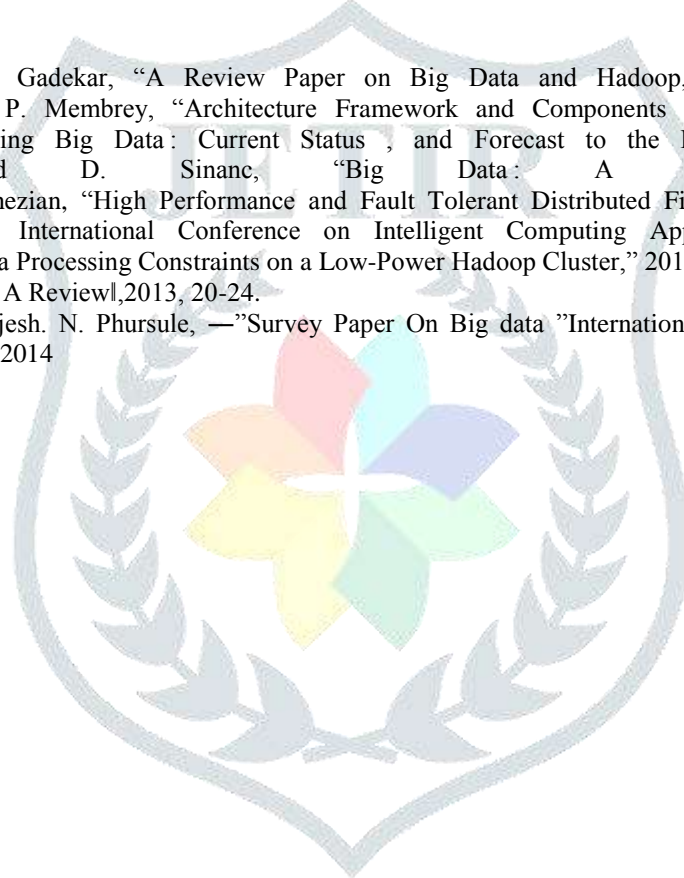 Gadekar, “A Review Paper on Big Data and Hadoop,
P. Membrey, “Architecture Framework and Components
ing Big Data : Current Status , and Forecast to the
d D. Sinanc, “Big Data : A
nezian, “High Performance and Fault Tolerant Distributed Fi
International Conference on Intelligent Computing Ap
a Processing Constraints on a Low-Power Hadoop Cluster,” 201
A Review‖,2013, 20-24.
jesh. N. Phursule, ―”Survey Paper On Big data ”Internation
2014
JETIR